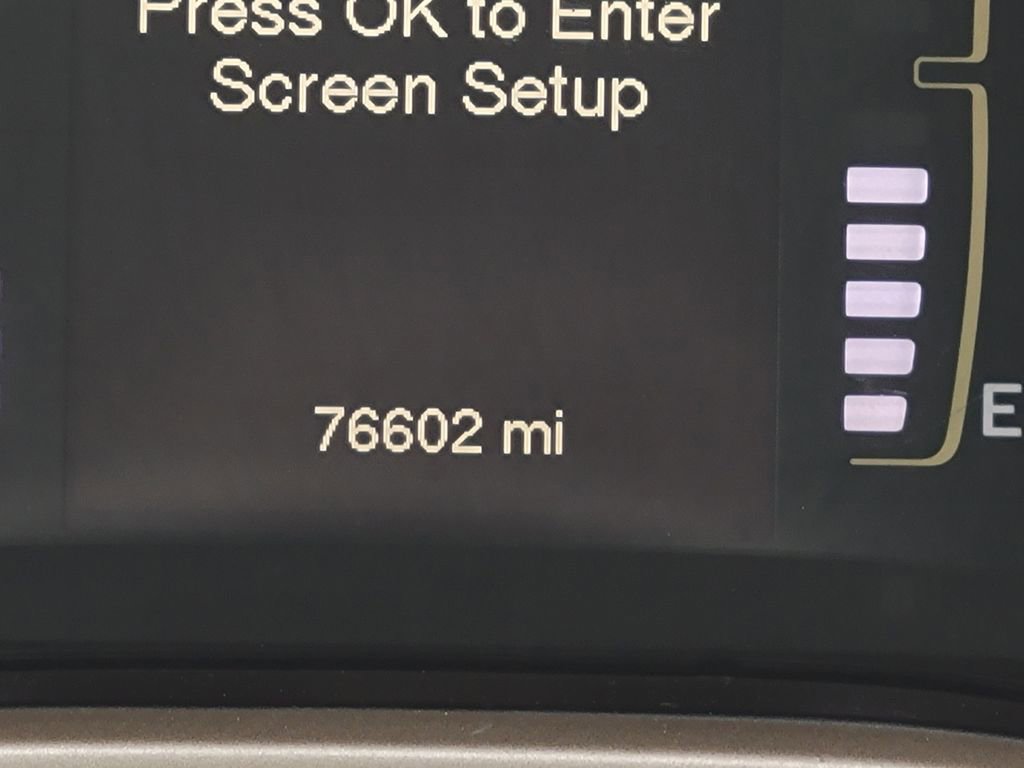 Press OK to Enter
Screen Setup
76602 mi
E